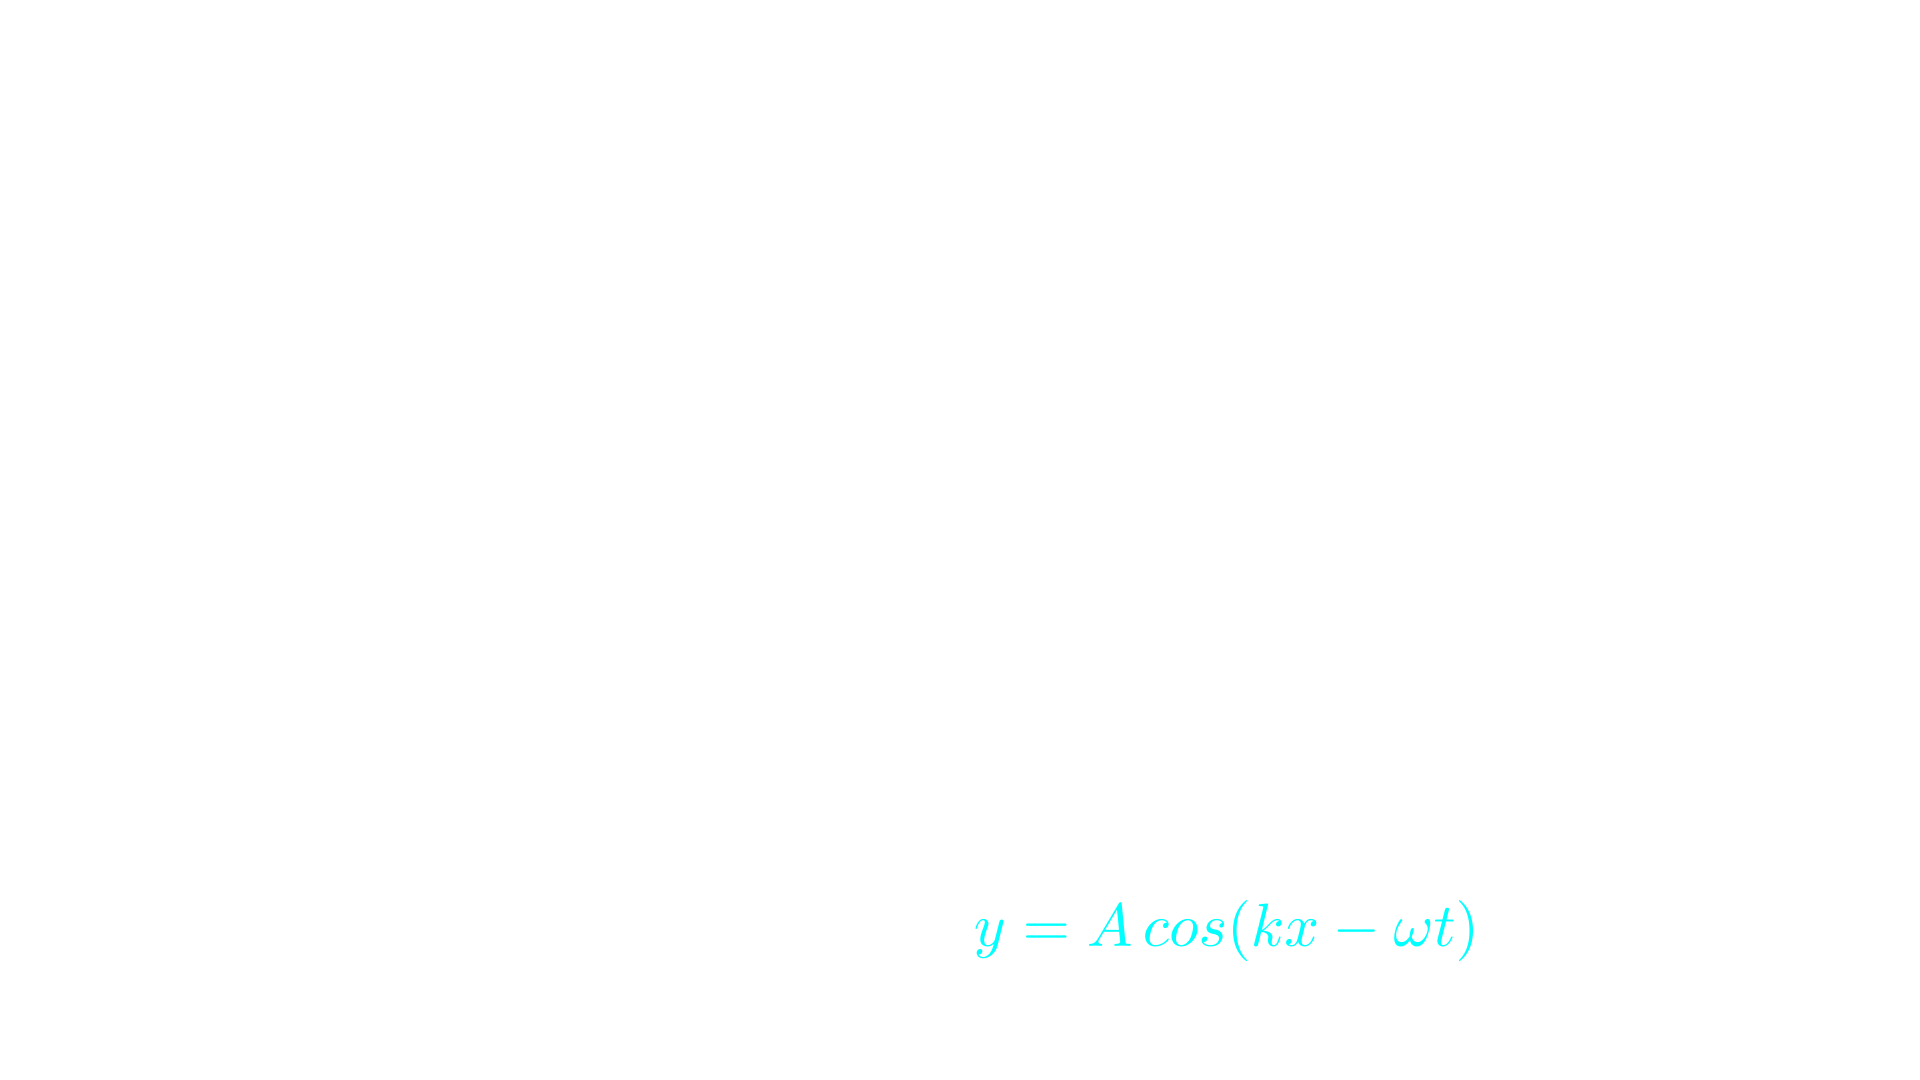 y = A cos(kx − ωt)